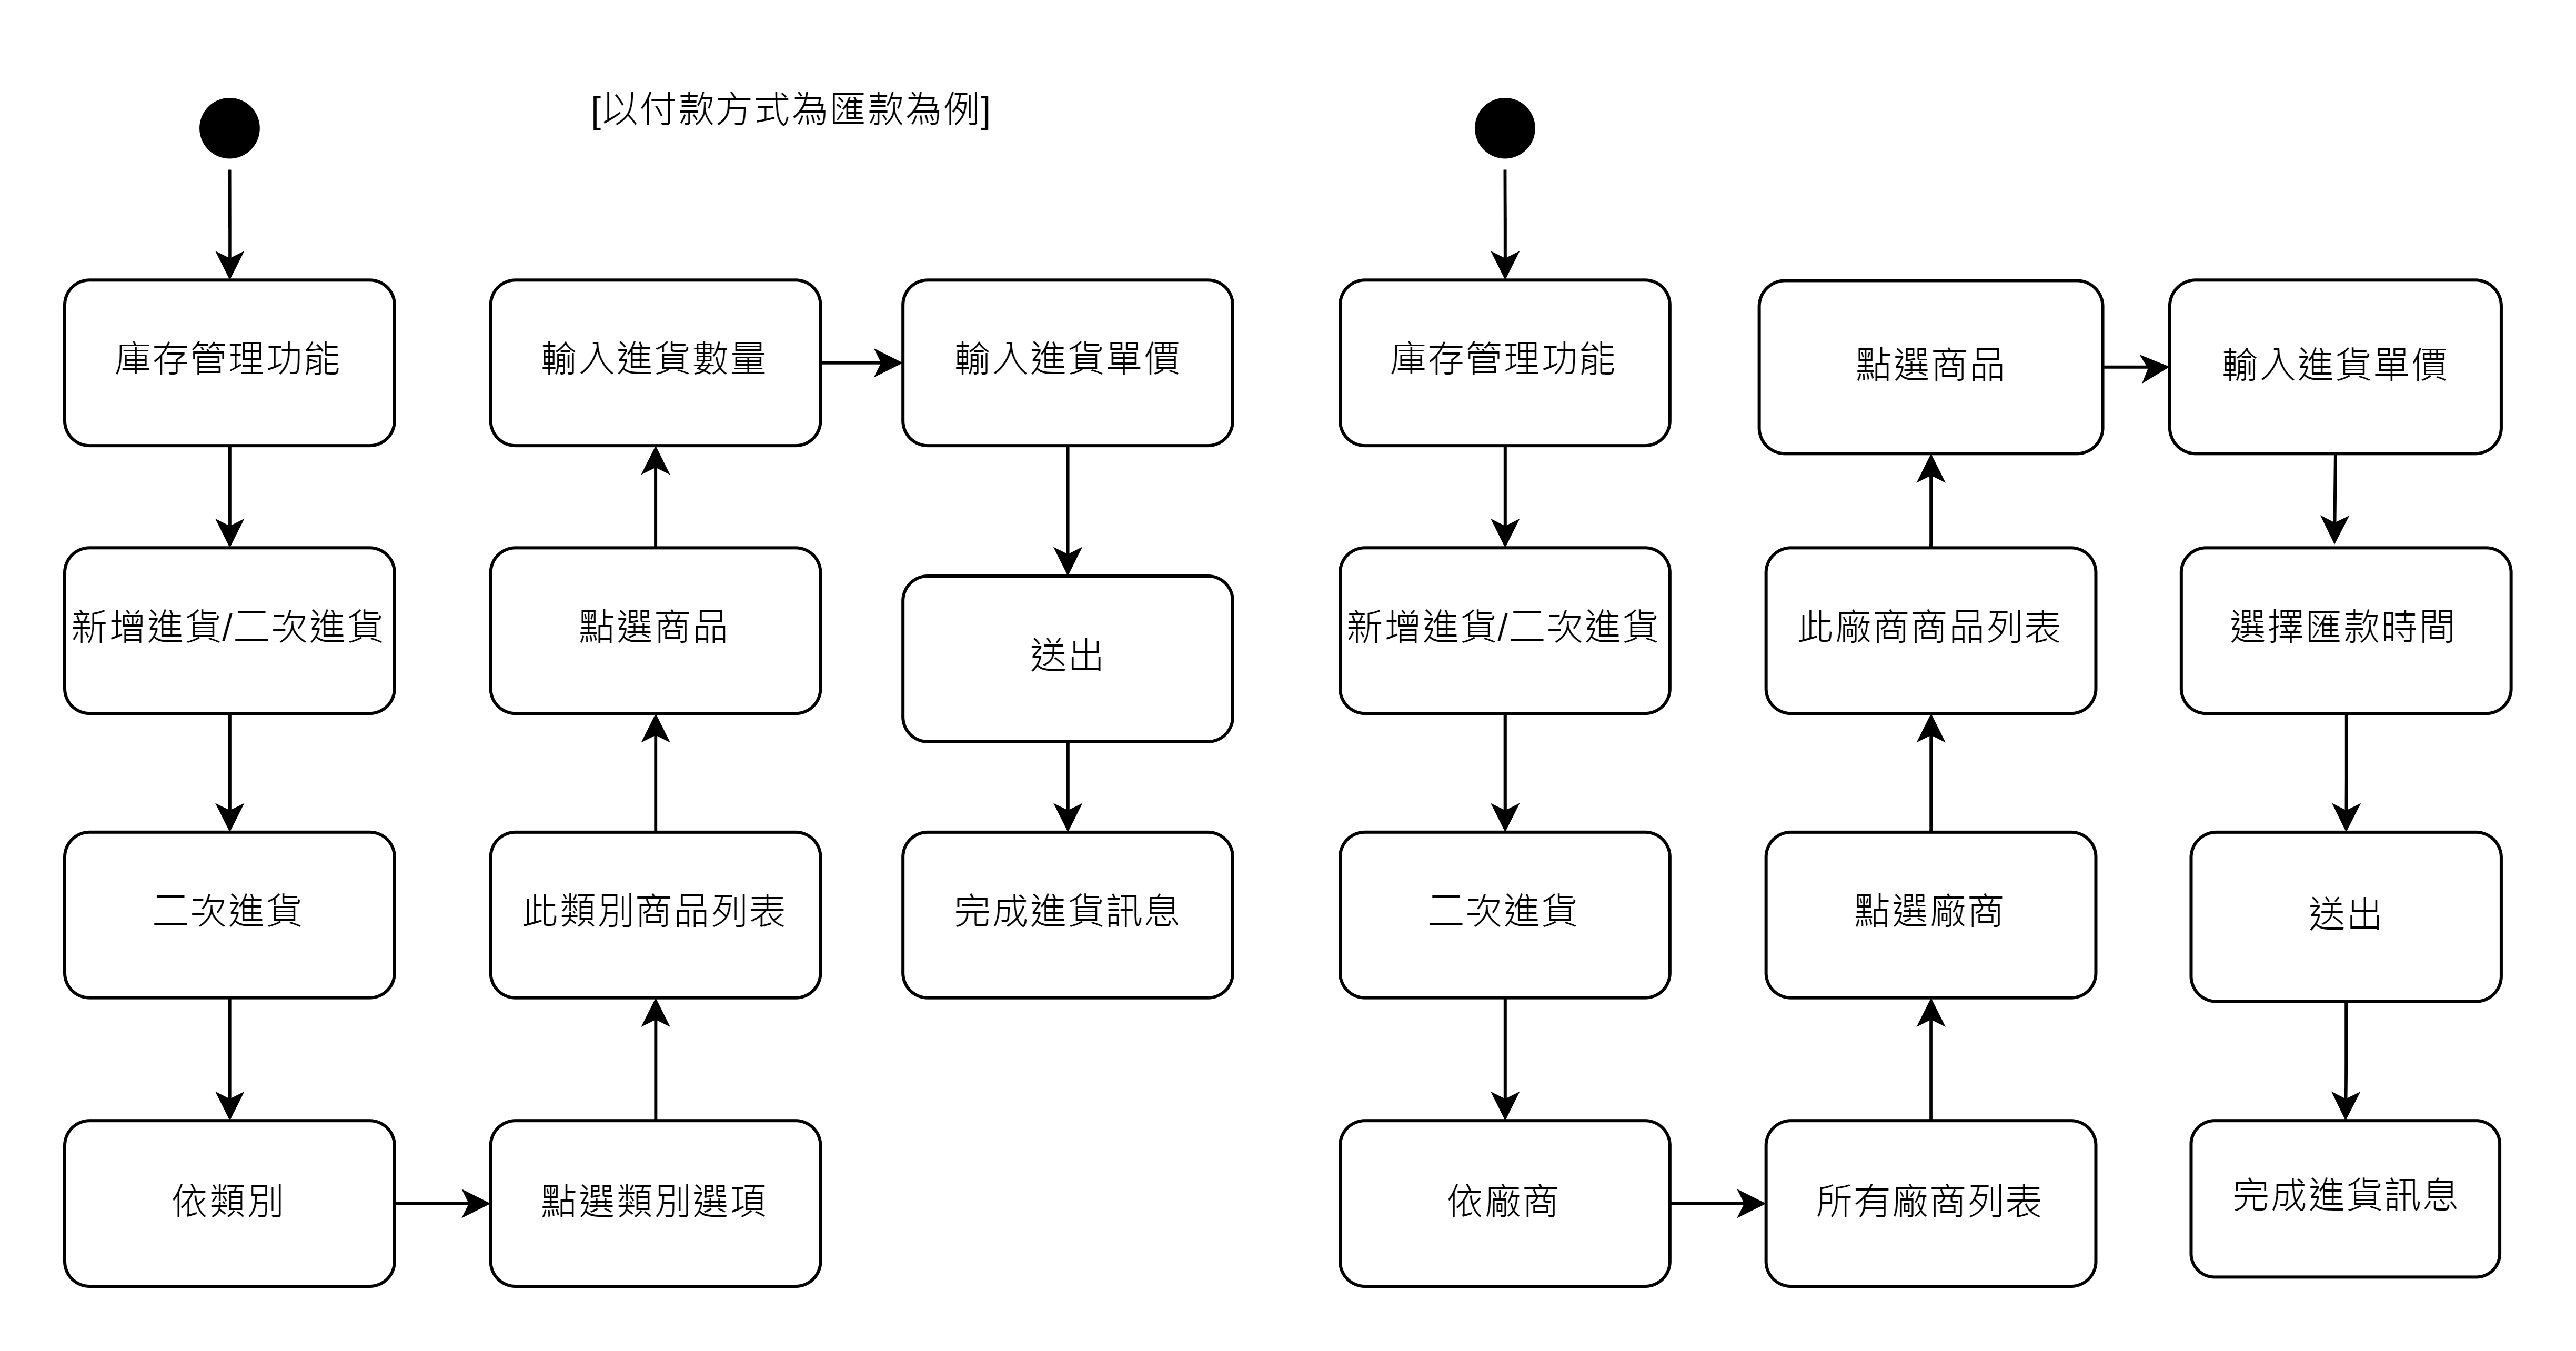 [以付款方式為匯款為例]
庫存管理功能
新增進貨/二次進貨
二次進貨
依類別
點選類別選項
此類別商品列表
點選商品
輸入進貨數量
輸入進貨單價
送出
完成進貨訊息
庫存管理功能
新增進貨/二次進貨
二次進貨
依廠商
所有廠商列表
點選廠商
此廠商商品列表
點選商品
輸入進貨單價
選擇匯款時間
送出
完成進貨訊息